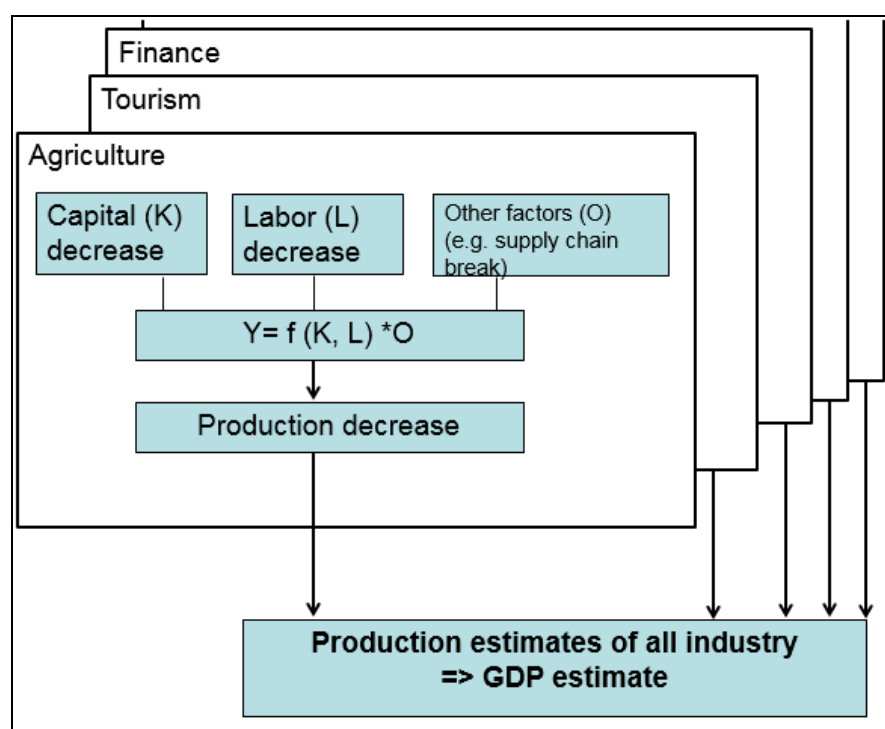 Finance
Tourism
Agriculture
Capital (K)
decrease
Labor (L)
decrease
Other factors (O)
(e.g. supply chain
break)
Y= f (K, L) *O
Production decrease
Production estimates of all industry
=> GDP estimate